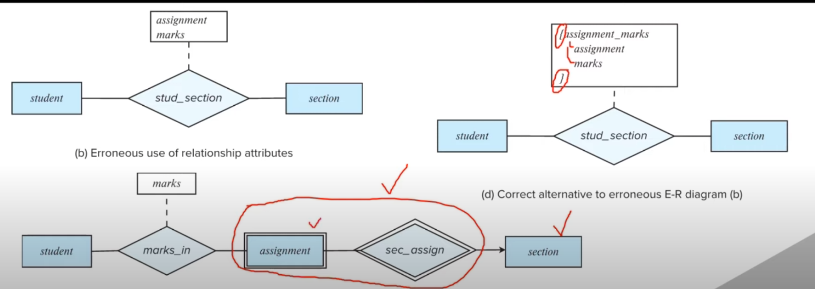 assignment
marks
student
stud_section
section
(b) Erroneous use of relationship attributes
{assignment_marks
assignment
marks
}
student
stud_section
section
(d) Correct alternative to erroneous E-R diagram (b)
marks
student
marks_in
assignment
sec_assign
section